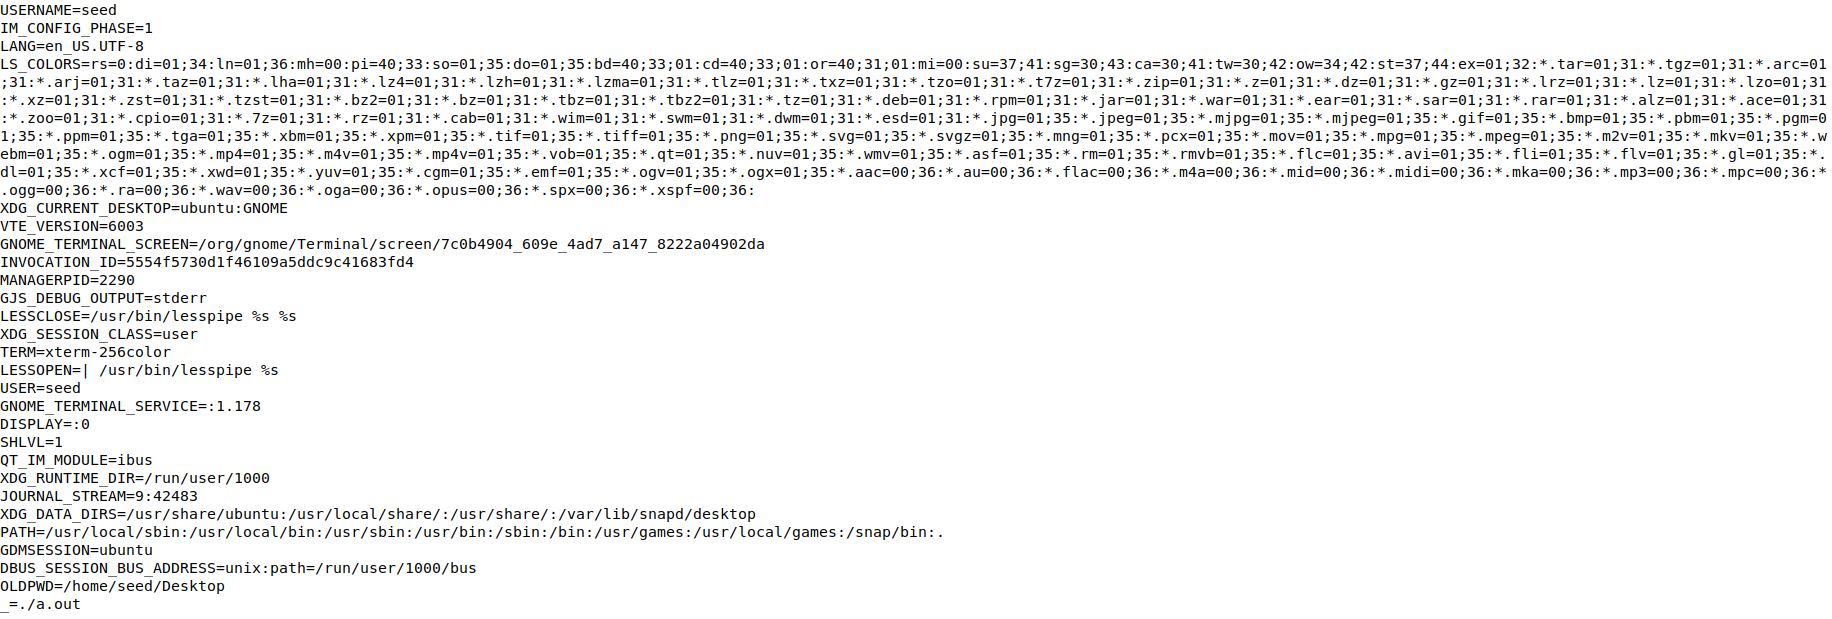 USERNAME=seed
IM_CONFIG_PHASE=1
LANG=en_US.UTF-8
LS_COLORS=rs=0:di=01;34:ln=01;36:mh=00:pi=40;33:so=01;35:do=01;35:bd=40;33;01:cd=40;33;01:or=40;31;01:mi=00:su=37;41:sg=30;43:ca=30;41:tw=30;42:ow=34;42:st=37;44:ex=01;32:*.tar=01;31:*.tgz=01;31:*.arc=01
;31:*.arj=01;31:*.taz=01;31:*.lha=01;31:*.lz4=01;31:*.lzh=01;31:*.lzma=01;31:*.tlz=01;31:*.txz=01;31:*.tzo=01;31:*.t7z=01;31:*.zip=01;31:*.z=01;31:*.dz=01;31:*.gz=01;31:*.lrz=01;31:*.lz=01;31:*.lzo=01;31
:*.xz=01;31:*.zst=01;31:*.tzst=01;31:*.bz2=01;31:*.bz=01;31:*.tbz=01;31:*.tbz2=01;31:*.tz=01;31:*.deb=01;31:*.rpm=01;31:*.jar=01;31:*.war=01;31:*.ear=01;31:*.sar=01;31:*.rar=01;31:*.alz=01;31:*.ace=01;31
:*.zoo=01;31:*.cpio=01;31:*.7z=01;31:*.rz=01;31:*.cab=01;31:*.wim=01;31:*.swm=01;31:*.dwm=01;31:*.esd=01;31:*.jpg=01;35:*.jpeg=01;35:*.mjpg=01;35:*.mjpeg=01;35:*.gif=01;35:*.bmp=01;35:*.pbm=01;35:*.pgm=0
1;35:*.ppm=01;35:*.tga=01;35:*.xbm=01;35:*.xpm=01;35:*.tif=01;35:*.tiff=01;35:*.png=01;35:*.svg=01;35:*.svgz=01;35:*.mng=01;35:*.pcx=01;35:*.mov=01;35:*.mpg=01;35:*.mpeg=01;35:*.m2v=01;35:*.mkv=01;35:*.w
ebm=01;35:*.ogm=01;35:*.mp4=01;35:*.m4v=01;35:*.mp4v=01;35:*.vob=01;35:*.qt=01;35:*.nuv=01;35:*.wmv=01;35:*.asf=01;35:*.rm=01;35:*.rmvb=01;35:*.flc=01;35:*.avi=01;35:*.fli=01;35:*.flv=01;35:*.gl=01;35:*.
dl=01;35:*.xcf=01;35:*.xwd=01;35:*.yuv=01;35:*.cgm=01;35:*.emf=01;35:*.ogv=01;35:*.ogx=01;35:*.aac=00;36:*.au=00;36:*.flac=00;36:*.m4a=00;36:*.mid=00;36:*.midi=00;36:*.mka=00;36:*.mp3=00;36:*.mpc=00;36:*
.ogg=00;36:*.ra=00;36:*.wav=00;36:*.oga=00;36:*.opus=00;36:*.spx=00;36:*.xspf=00;36:
XDG_CURRENT_DESKTOP=ubuntu:GNOME
VTE_VERSION=6003
GNOME_TERMINAL_SCREEN=/org/gnome/Terminal/screen/7c0b4904_609e_4ad7_a147_8222a04902da
INVOCATION_ID=5554f5730d1f46109a5ddc9c41683fd4
MANAGERPID=2290
GJS_DEBUG_OUTPUT=stderr
LESSCLOSE=/usr/bin/lesspipe %s %s
XDG_SESSION_CLASS=user
TERM=xterm-256color
LESSOPEN=| /usr/bin/lesspipe %s
USER=seed
GNOME_TERMINAL_SERVICE=:1.178
DISPLAY=:0
SHLVL=1
QT_IM_MODULE=ibus
XDG_RUNTIME_DIR=/run/user/1000
JOURNAL_STREAM=9:42483
XDG_DATA_DIRS=/usr/share/ubuntu:/usr/local/share/:/usr/share/:/var/lib/snapd/desktop
PATH=/usr/local/sbin:/usr/local/bin:/usr/sbin:/usr/bin:/sbin:/bin:/usr/games:/usr/local/games:/snap/bin:.
GDMSESSION=ubuntu
DBUS_SESSION_BUS_ADDRESS=unix:path=/run/user/1000/bus
OLDPWD=/home/seed/Desktop
_=./a.out